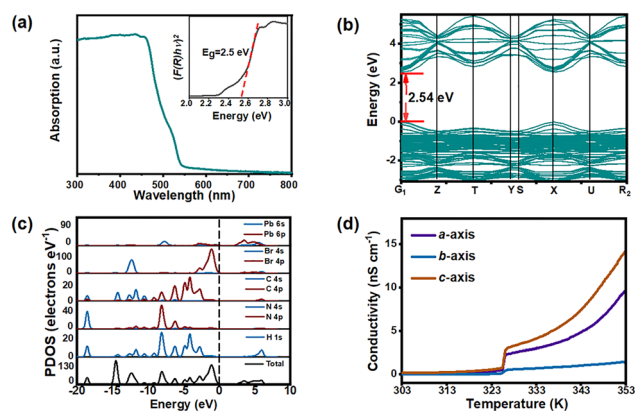 (a)
Absorption (a.u.)
(F(R)hν)²
Eg=2.5 eV
2.0 2.2 2.4 2.6 2.8 3.0
Energy (eV)
300 400 500 600 700 800
Wavelength (nm)
(b)
Energy (eV)
4
2
0
-2
2.54 eV
G₁ Z T Y S X U R₂
(c)
PDOS (electrons eV⁻¹)
90
0
Pb 6s
Pb 6p
100
0
Br 4s
Br 4p
20
0
C 4s
C 4p
40
0
N 4s
N 4p
20
0
H 1s
130
0
Total
-20 -15 -10 -5 0 5 10
Energy (eV)
(d)
Conductivity (nS cm⁻¹)
15
10
5
0
a-axis
b-axis
c-axis
303 313 323 333 343 353
Temperature (K)